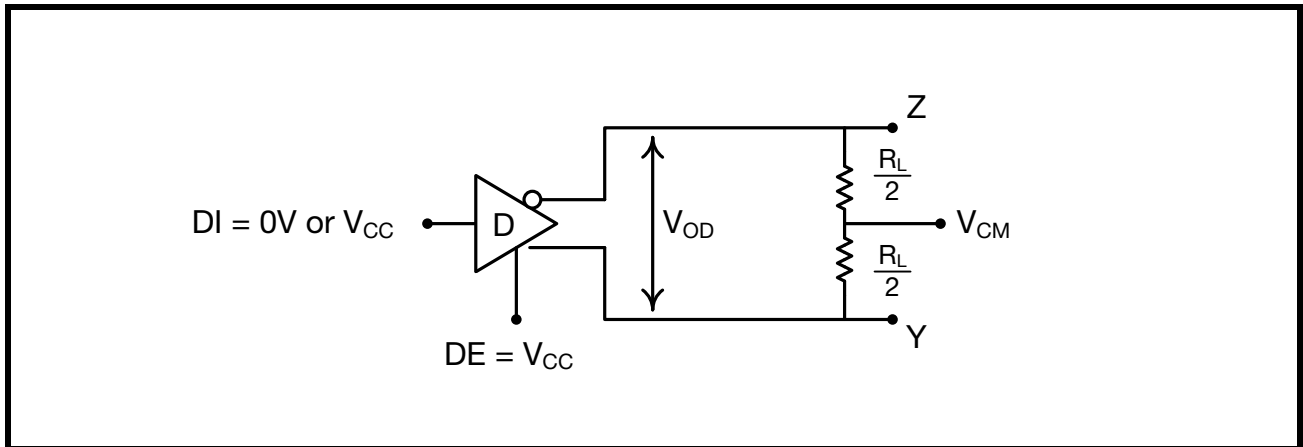 Z
R_L
2
DI = 0V or V_CC
D
V_OD
V_CM
R_L
2
Y
DE = V_CC